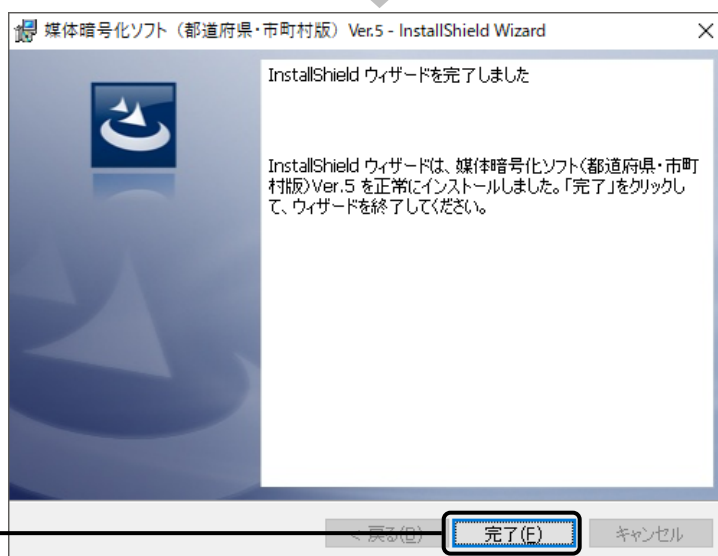 媒体暗号化ソフト（都道府県・市町村版）Ver.5 - InstallShield Wizard
InstallShield ウィザードを完了しました
InstallShield ウィザードは、媒体暗号化ソフト(都道府県・市町
村版)Ver.5 を正常にインストールしました。「完了」をクリックし
て、ウィザードを終了してください。
< 戻る(B) 完了(F) キャンセル